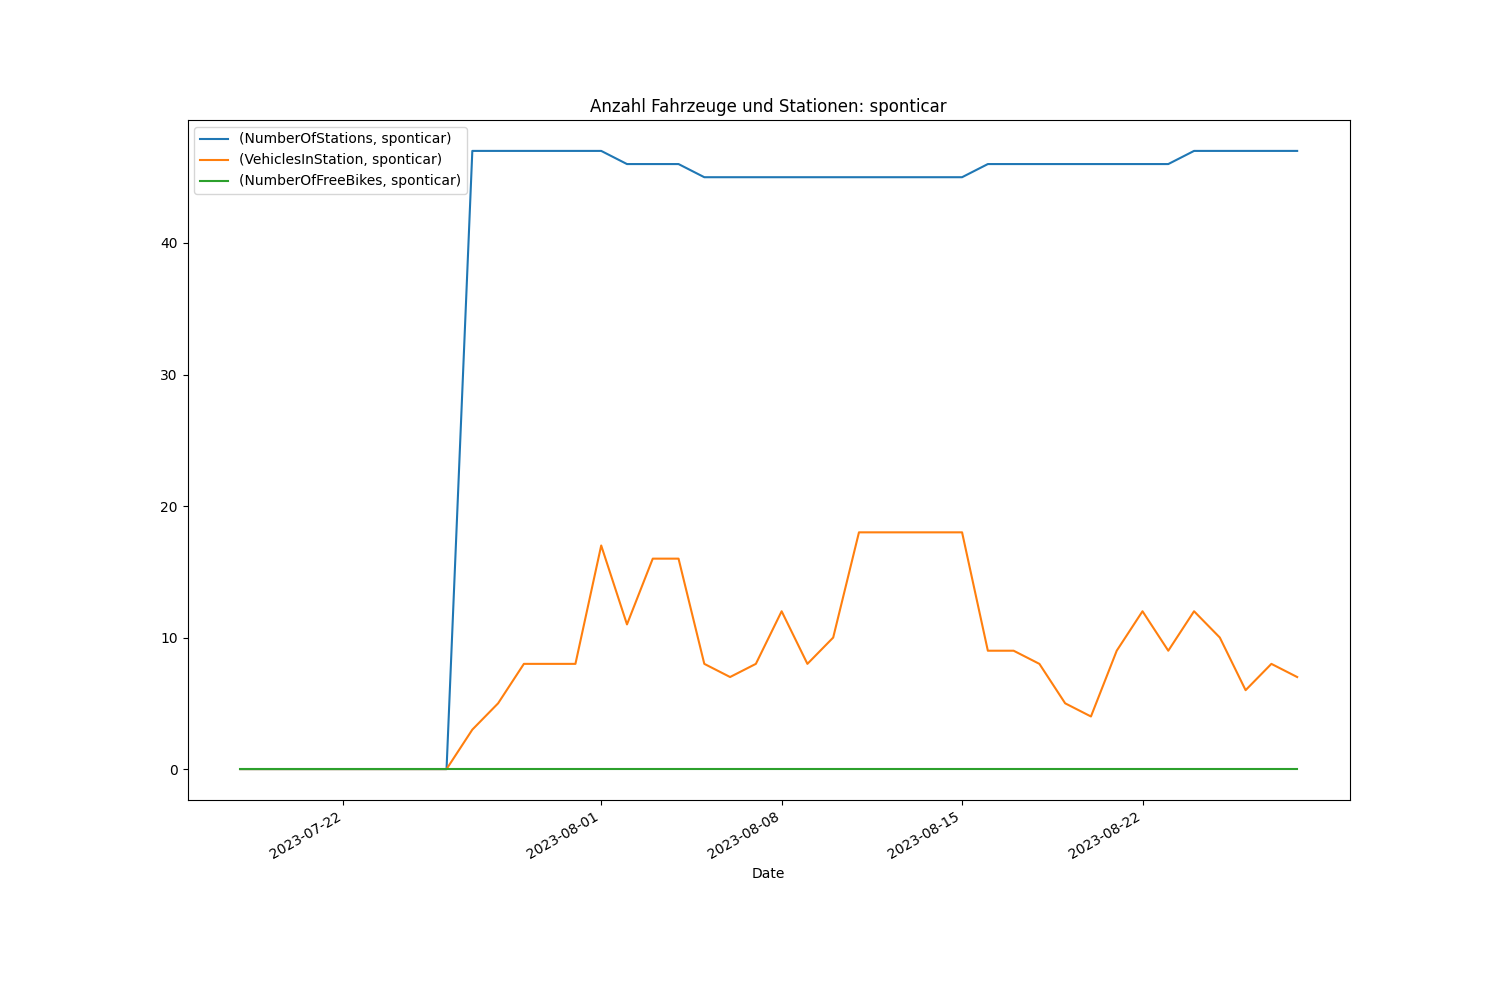 Anzahl Fahrzeuge und Stationen: sponticar
(NumberOfStations, sponticar)
(VehiclesInStation, sponticar)
(NumberOfFreeBikes, sponticar)
40
30
20
10
0
2023-07-22
2023-08-01
2023-08-08
2023-08-15
2023-08-22
Date